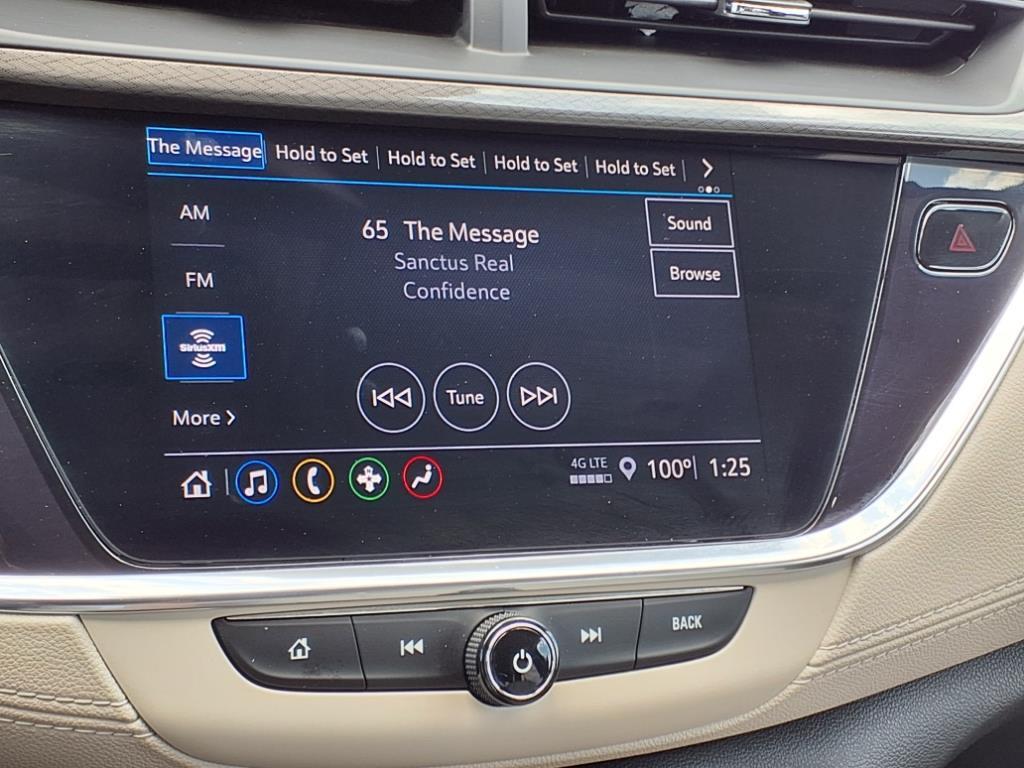 The Message Hold to Set Hold to Set Hold to Set Hold to Set
AM
65 The Message
Sound
Sanctus Real
Browse
FM
Confidence
SiriusXM
Tune
More
4G LTE
100° 1:25
BACK